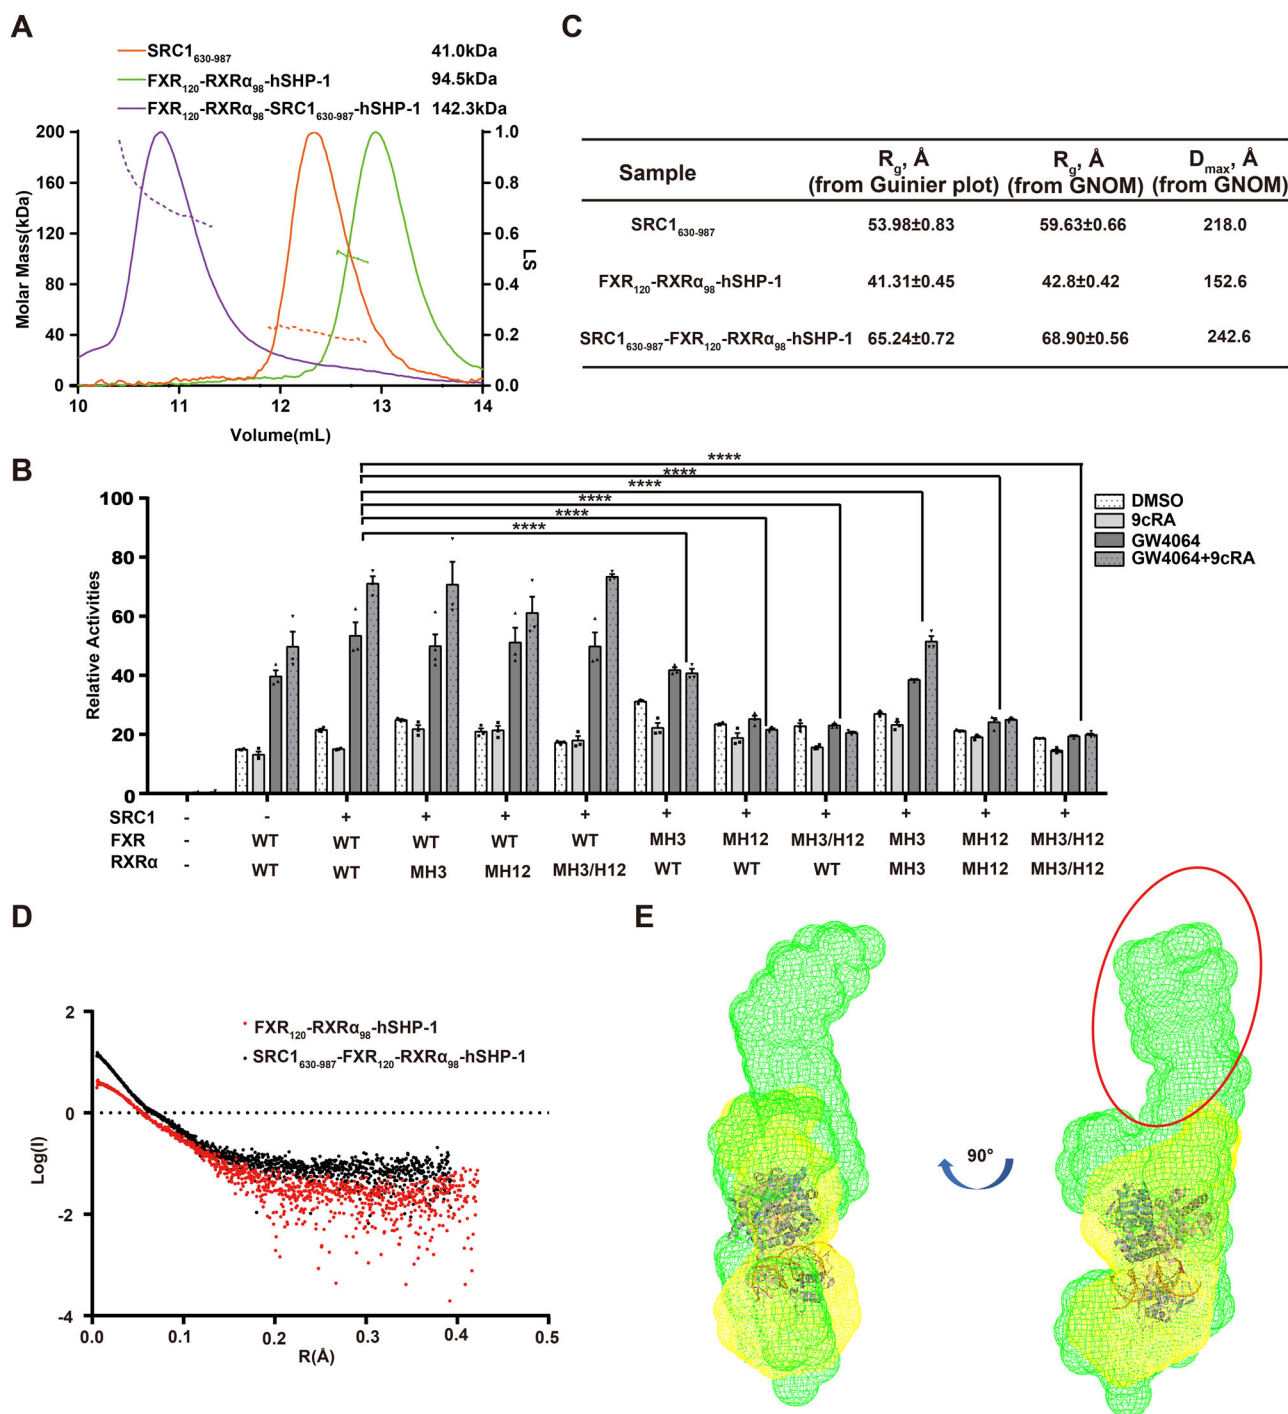 A
SRC1₆₃₀₋₉₈₇ 41.0kDa
FXR₁₂₀-RXRα₉₈-hSHP-1 94.5kDa
FXR₁₂₀-RXRα₉₈-SRC1₆₃₀₋₉₈₇-hSHP-1 142.3kDa
200
160
120
80
40
0
Molar Mass(kDa)
1.0
0.8
0.6
0.4
0.2
0.0
LS
10 11 12 13 14
Volume(mL)
C
Sample Rg, Å (from Guinier plot) Rg, Å (from GNOM) Dmax, Å (from GNOM)
SRC1₆₃₀₋₉₈₇ 53.98±0.83 59.63±0.66 218.0
FXR₁₂₀-RXRα₉₈-hSHP-1 41.31±0.45 42.8±0.42 152.6
SRC1₆₃₀₋₉₈₇-FXR₁₂₀-RXRα₉₈-hSHP-1 65.24±0.72 68.90±0.56 242.6
B
****
****
****
****
****
****
DMSO
9cRA
GW4064
GW4064+9cRA
100
80
60
40
20
0
Relative Activities
SRC1 - - + + + + + + + + + +
FXR - WT WT WT WT WT MH3 MH12 MH3/H12 MH3 MH12 MH3/H12
RXRα - WT WT MH3 MH12 MH3/H12 WT WT WT MH3 MH12 MH3/H12
D
FXR₁₂₀-RXRα₉₈-hSHP-1
SRC1₆₃₀₋₉₈₇-FXR₁₂₀-RXRα₉₈-hSHP-1
2
0
-2
-4
Log(I)
0.0 0.1 0.2 0.3 0.4 0.5
R(Å)
E
90°